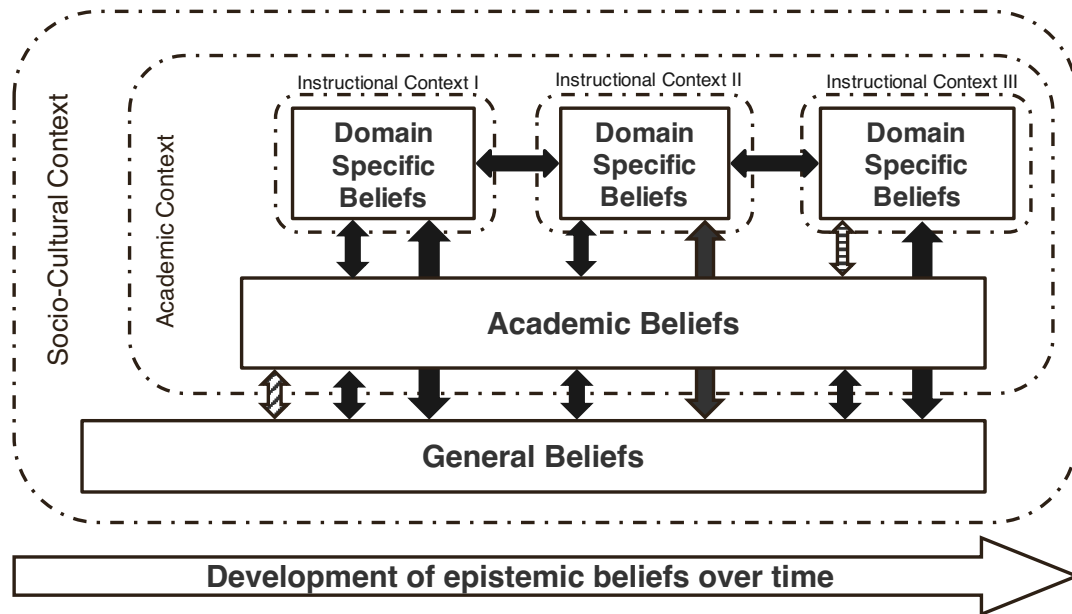 Socio-Cultural Context
Academic Context
Instructional Context I
Instructional Context II
Instructional Context III
Domain
Specific
Beliefs
Domain
Specific
Beliefs
Domain
Specific
Beliefs
Academic Beliefs
General Beliefs
Development of epistemic beliefs over time